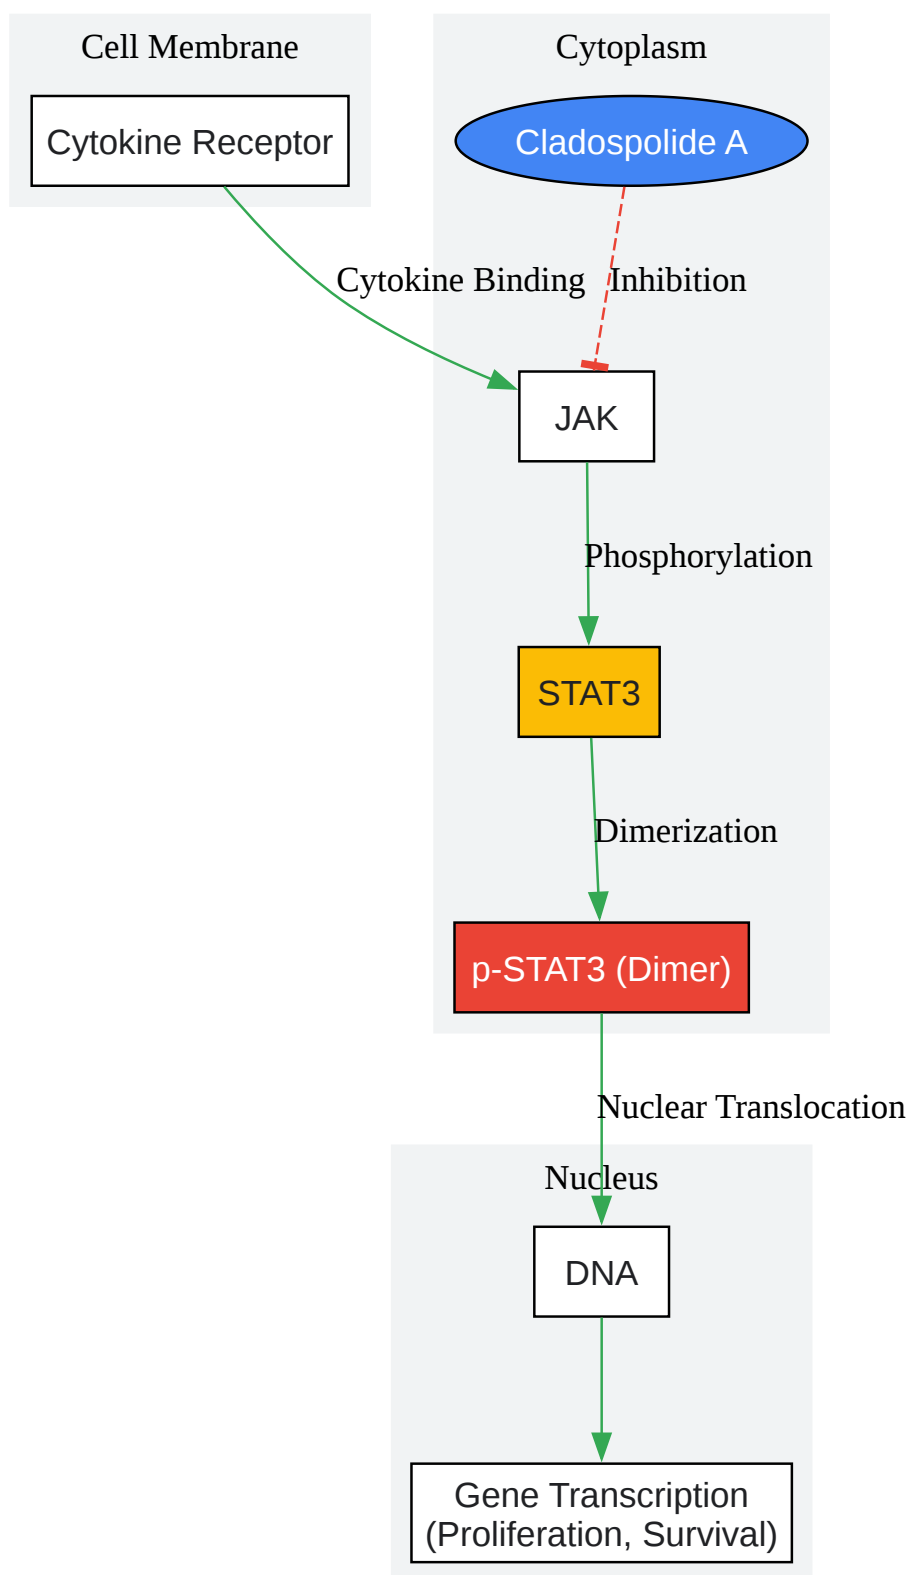 Cell Membrane
Cytoplasm
Cytokine Receptor
Cladospolide A
Cytokine Binding
Inhibition
JAK
Phosphorylation
STAT3
Dimerization
p-STAT3 (Dimer)
Nuclear Translocation
Nucleus
DNA
Gene Transcription
(Proliferation, Survival)